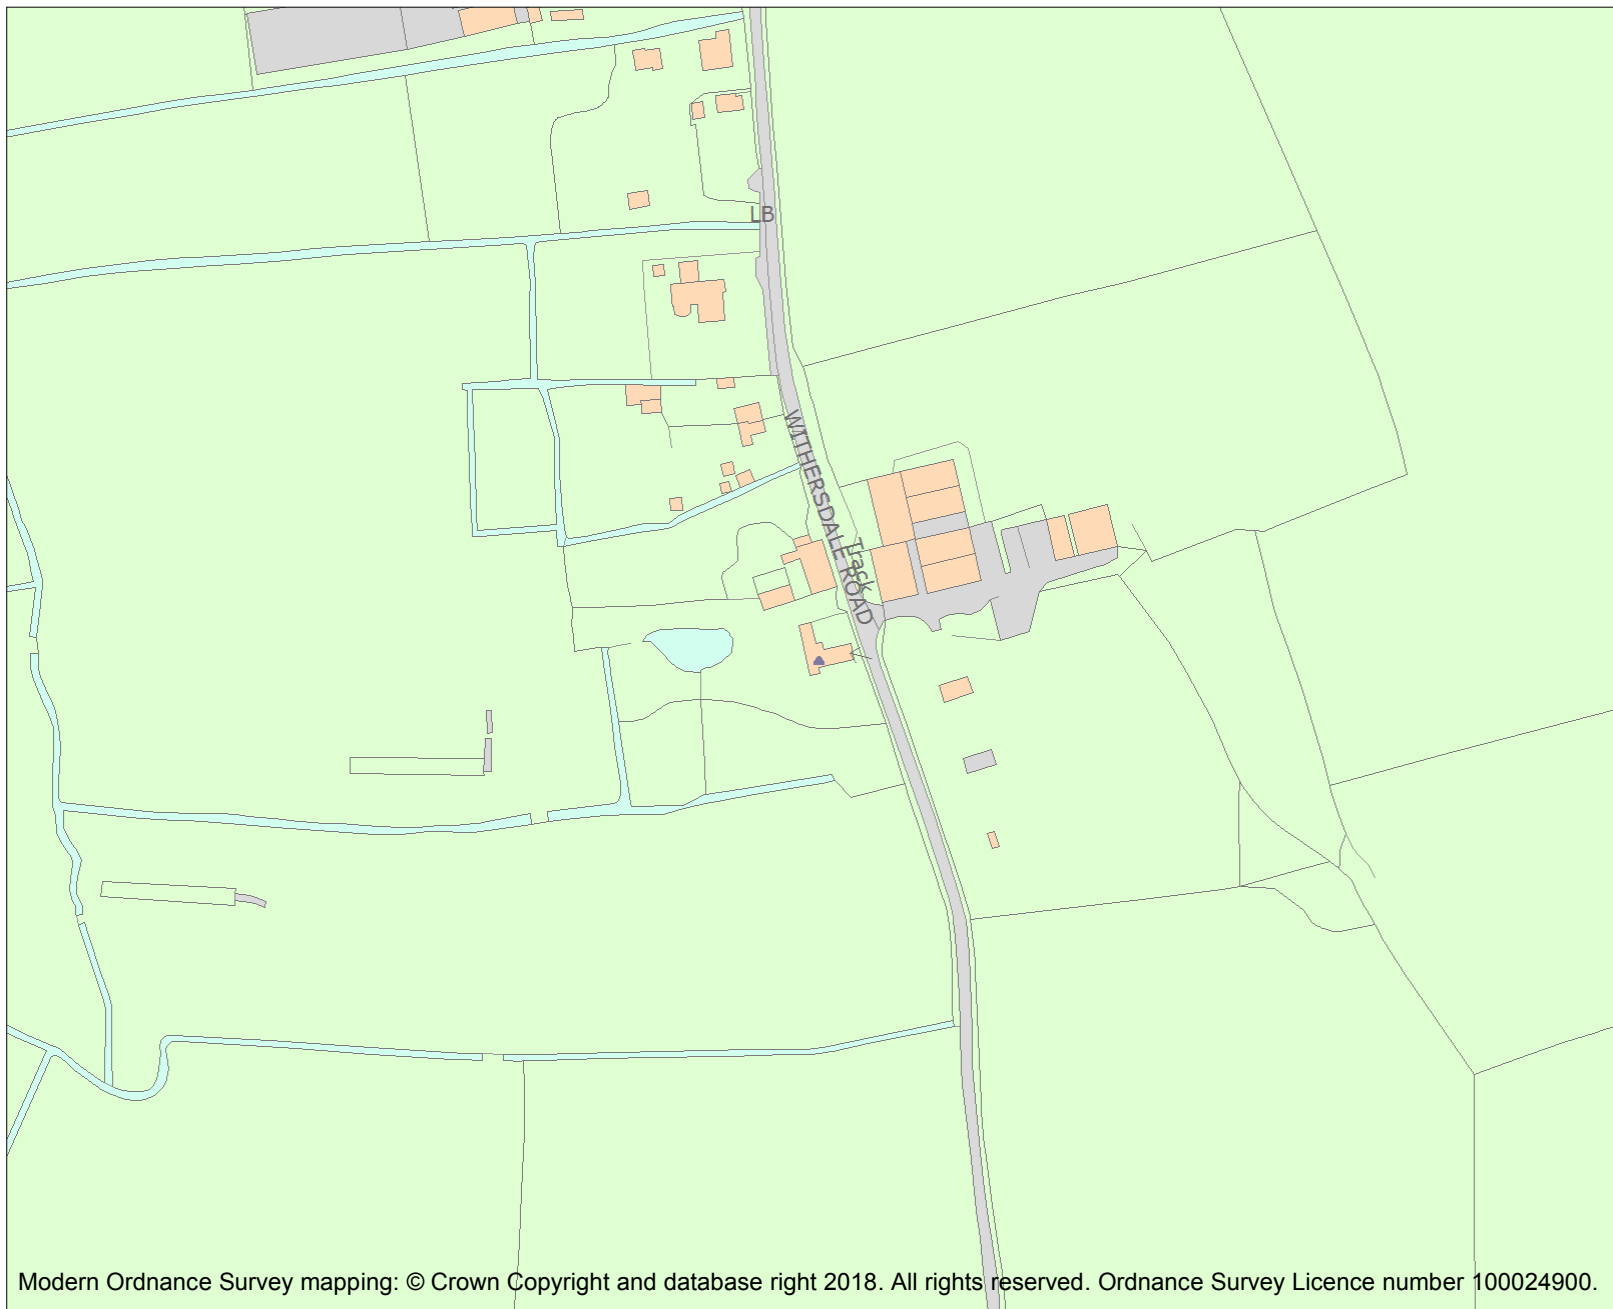 LB
WITHERSDALE ROAD
Track
Modern Ordnance Survey mapping: © Crown Copyright and database right 2018. All rights reserved. Ordnance Survey Licence number 100024900.